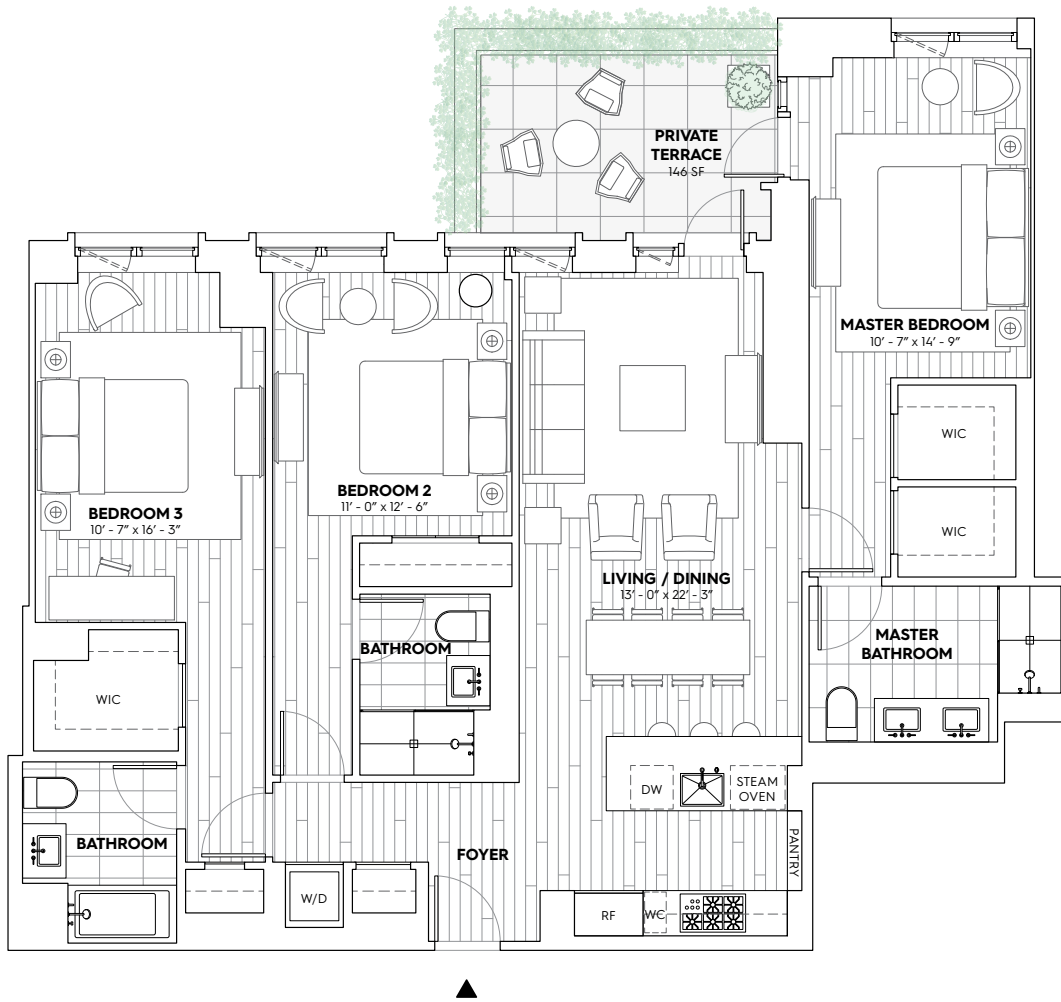 PRIVATE
TERRACE
146 SF
MASTER BEDROOM
10' - 7" x 14' - 9"
WIC
WIC
BEDROOM 2
11' - 0" x 12' - 6"
BEDROOM 3
10' - 7" x 16' - 3"
LIVING / DINING
13' - 0" x 22' - 3"
MASTER
BATHROOM
BATHROOM
WIC
DW
STEAM
OVEN
BATHROOM
FOYER
PANTRY
W/D
RF
WC